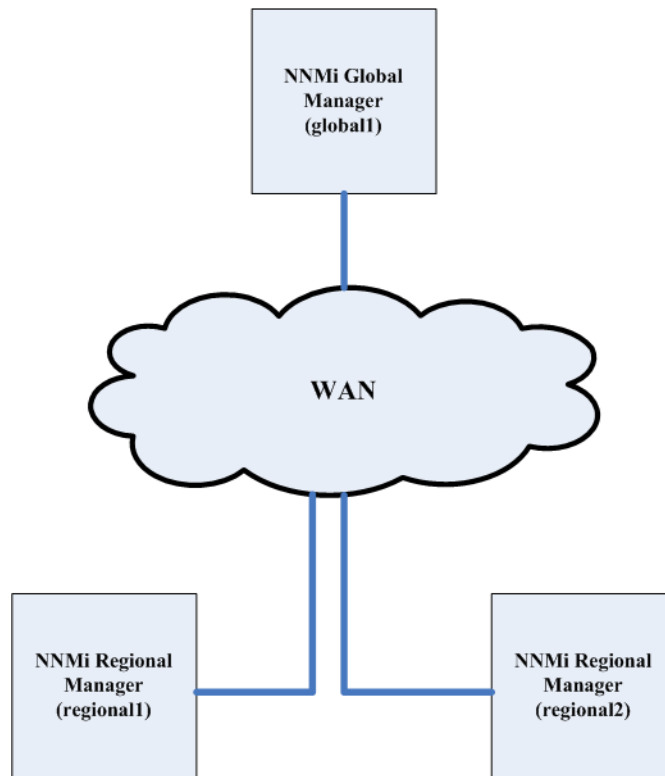 NNMi Global
Manager
(global1)
WAN
NNMi Regional
Manager
(regional1)
NNMi Regional
Manager
(regional2)